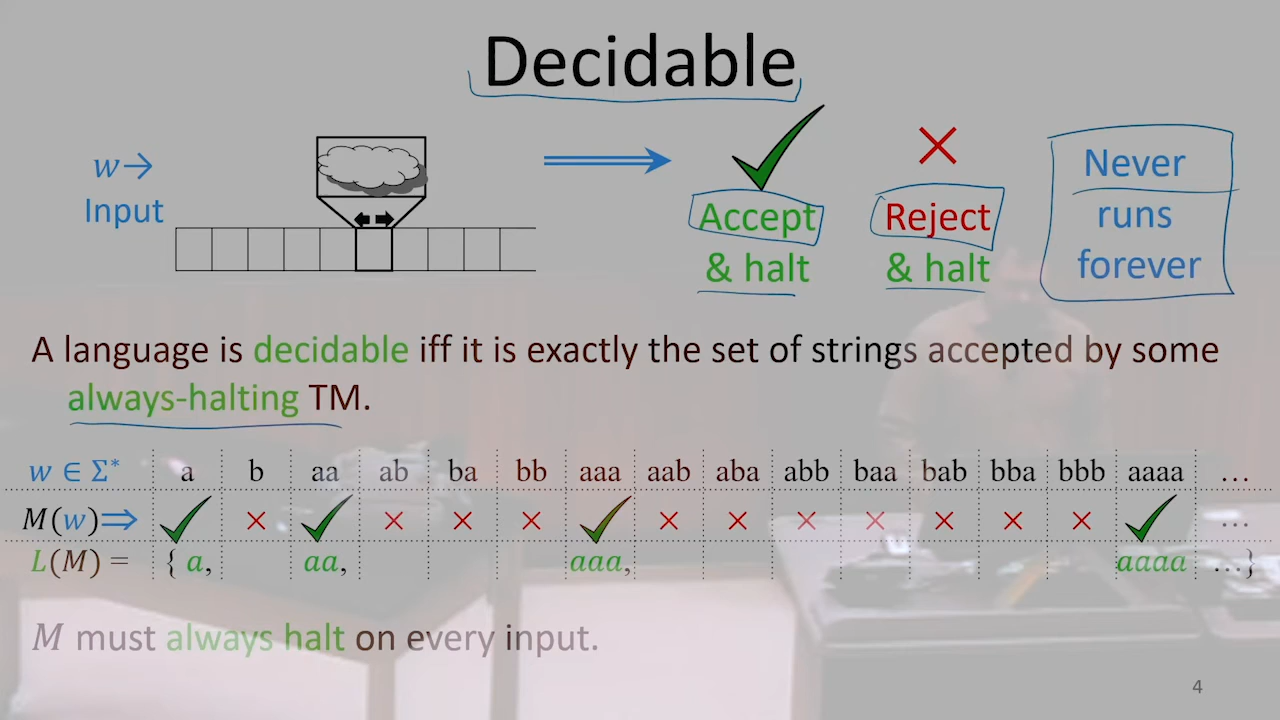 Decidable
w→
Input
Accept
& halt
Reject
& halt
Never
runs
forever
A language is decidable iff it is exactly the set of strings accepted by some
always-halting TM.
w ∈ Σ* a b aa ab ba bb aaa aab aba abb baa bab bba bbb aaaa …
M(w)⇒ ✓ × ✓ × × × ✓ × × × × × × × ✓ …
L(M) = { a, aa, aaa, aaaa …}
M must always halt on every input.
4